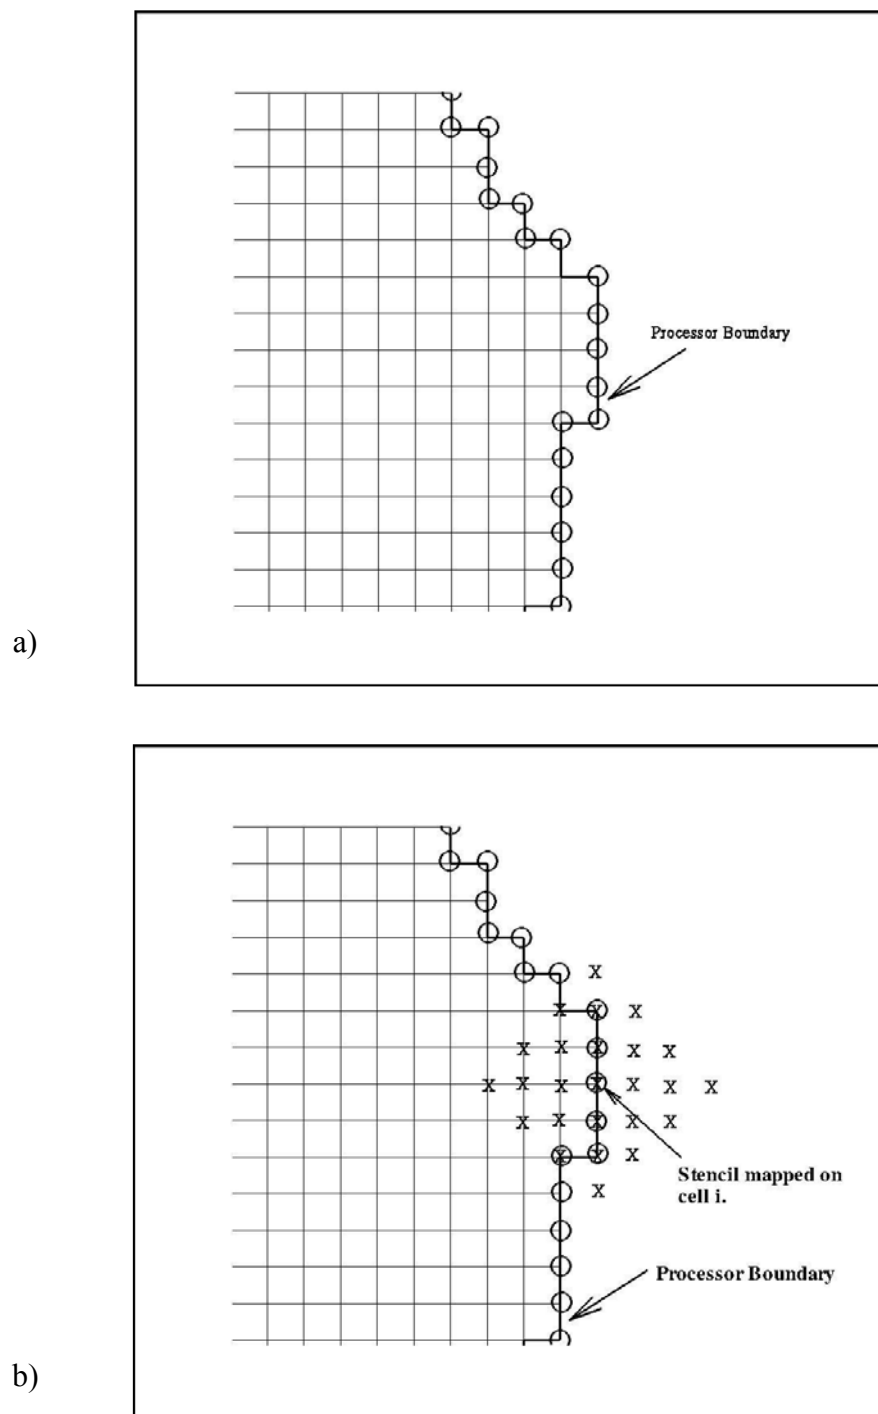 Processor Boundary
a)
Stencil mapped on
cell i.
Processor Boundary
b)